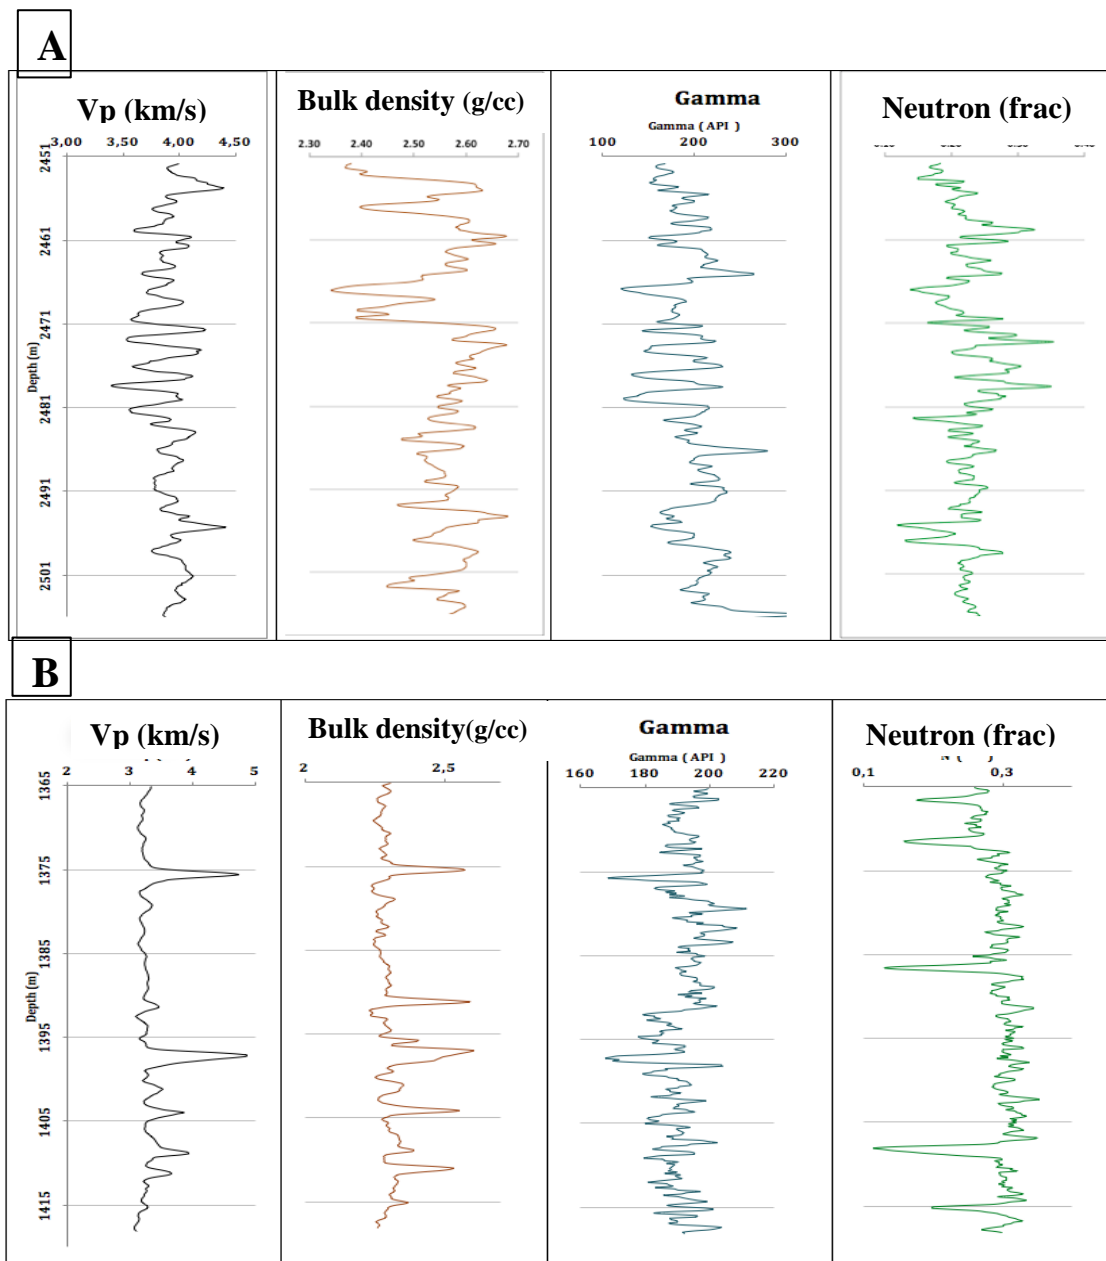 A
Vp (km/s)
Bulk density (g/cc)
Gamma
Neutron (frac)
Gamma ( API )
3,00 3,50 4,00 4,50
2.30 2.40 2.50 2.60 2.70
100 200 300
2451
2461
2471
2481
2491
2501
Depth (m)
B
Vp (km/s)
Bulk density(g/cc)
Gamma
Neutron (frac)
Gamma ( API )
2 3 4 5
2 2,5
160 180 200 220
0,1 0,3
1365
1375
1385
1395
1405
1415
Depth (m)